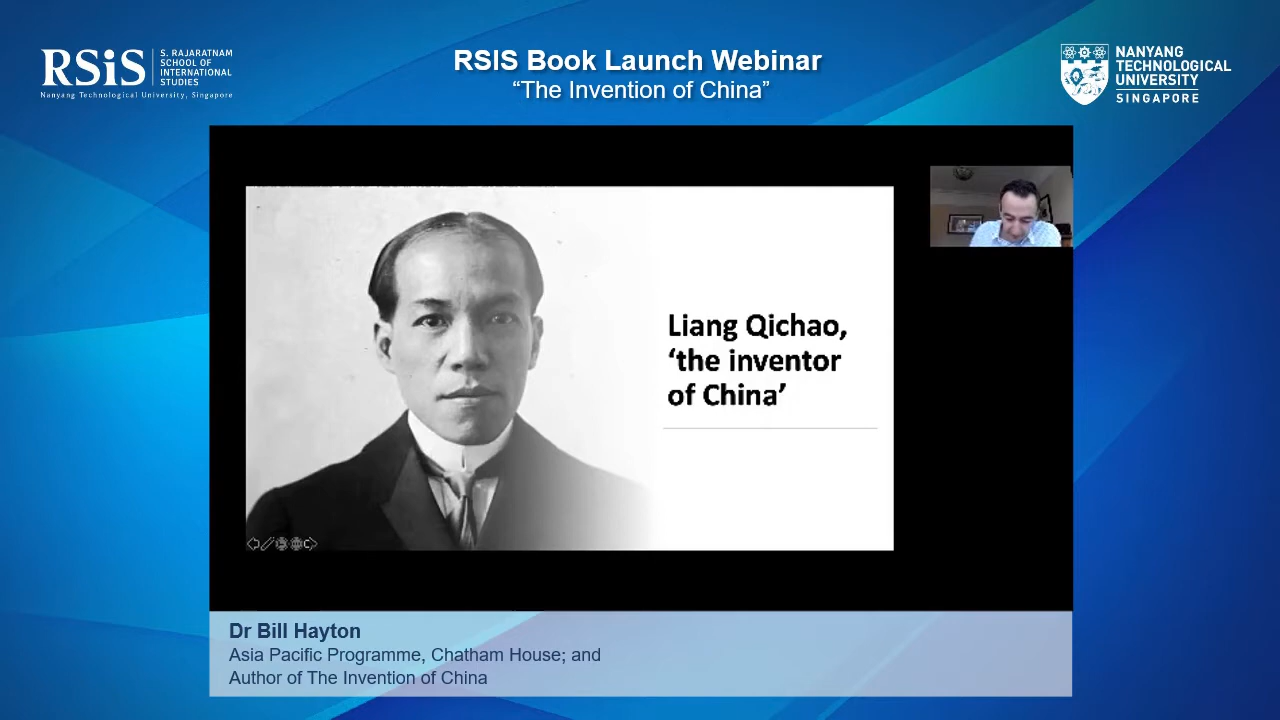 RSiS
S. RAJARATNAM
SCHOOL OF
INTERNATIONAL
STUDIES
Nanyang Technological University, Singapore
RSIS Book Launch Webinar
“The Invention of China”
NANYANG
TECHNOLOGICAL
UNIVERSITY
SINGAPORE
Liang Qichao,
‘the inventor
of China’
Dr Bill Hayton
Asia Pacific Programme, Chatham House; and
Author of The Invention of China